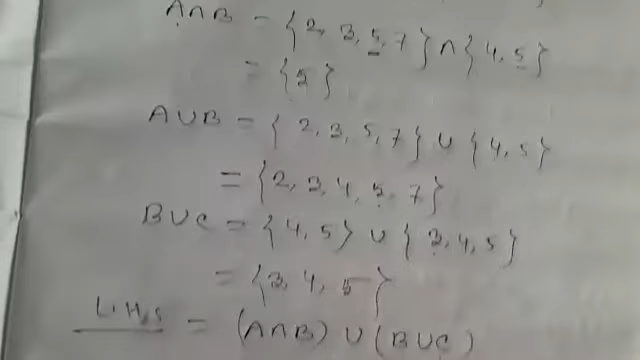 A∩B = {2, 3, 5, 7} ∩ {4, 5}
= {5}
A∪B = {2, 3, 5, 7} ∪ {4, 5}
= {2, 3, 4, 5, 7}
B∪C = {4, 5} ∪ {3, 4, 5}
= {3, 4, 5}
L.H.S = (A∩B) ∪ (B∪C)